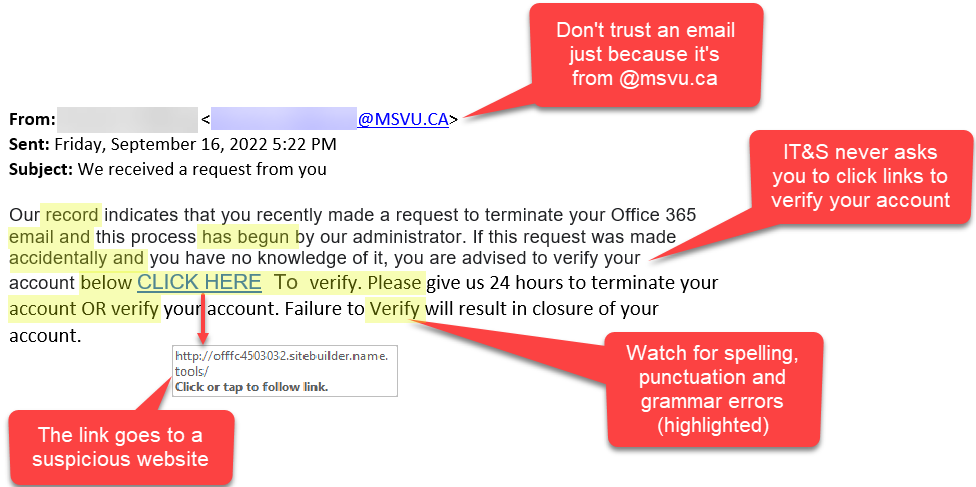 Don't trust an email
just because it's
from @msvu.ca
From: < @MSVU.CA>
Sent: Friday, September 16, 2022 5:22 PM
Subject: We received a request from you
IT&S never asks
you to click links to
verify your account
Our record indicates that you recently made a request to terminate your Office 365
email and this process has begun by our administrator. If this request was made
accidentally and you have no knowledge of it, you are advised to verify your
account below CLICK HERE To verify. Please give us 24 hours to terminate your
account OR verify your account. Failure to Verify will result in closure of your
account.
http://offfc4503032.sitebuilder.name.
tools/
Click or tap to follow link.
Watch for spelling,
punctuation and
grammar errors
(highlighted)
The link goes to a
suspicious website